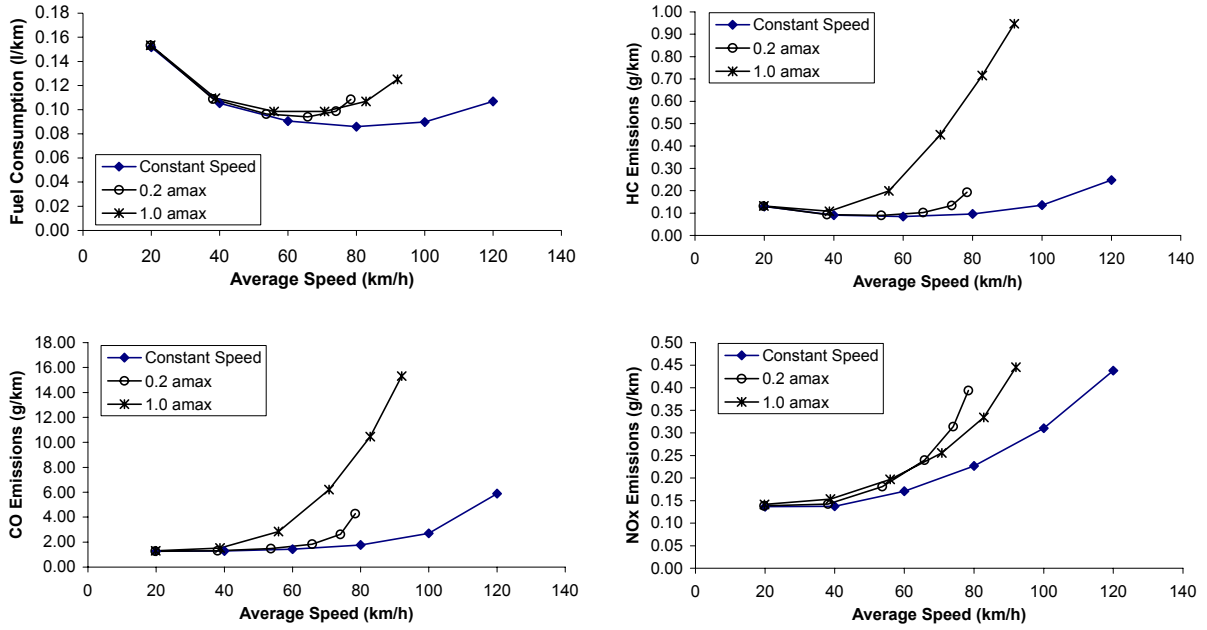 Fuel Consumption (l/km)
0.18
0.16
0.14
0.12
0.10
0.08
0.06
0.04
0.02
0.00
Constant Speed
0.2 amax
1.0 amax
0 20 40 60 80 100 120 140
Average Speed (km/h)
HC Emissions (g/km)
1.00
0.90
0.80
0.70
0.60
0.50
0.40
0.30
0.20
0.10
0.00
Constant Speed
0.2 amax
1.0 amax
0 20 40 60 80 100 120 140
Average Speed (km/h)
CO Emissions (g/km)
18.00
16.00
14.00
12.00
10.00
8.00
6.00
4.00
2.00
0.00
Constant Speed
0.2 amax
1.0 amax
0 20 40 60 80 100 120 140
Average Speed (km/h)
NOx Emissions (g/km)
0.50
0.45
0.40
0.35
0.30
0.25
0.20
0.15
0.10
0.05
0.00
Constant Speed
0.2 amax
1.0 amax
0 20 40 60 80 100 120 140
Average Speed (km/h)